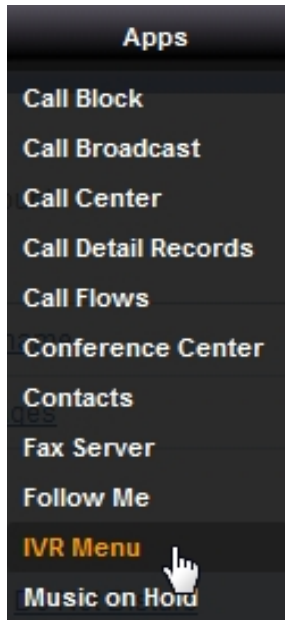 Apps
Call Block
Call Broadcast
Call Center
Call Detail Records
Call Flows
Conference Center
Contacts
Fax Server
Follow Me
IVR Menu
Music on Hold